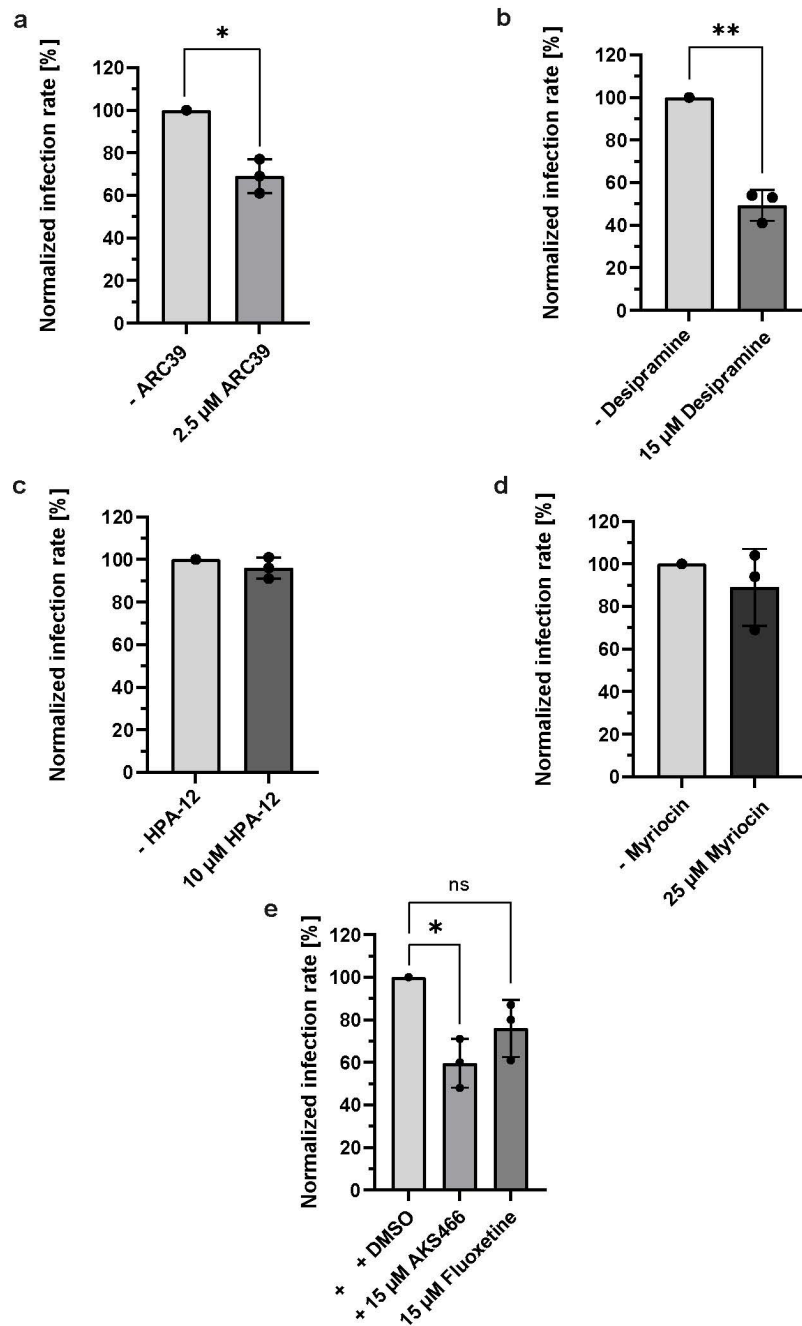 a
*
Normalized infection rate [%]
120
100
80
60
40
20
0
- ARC39
2.5 µM ARC39
b
**
Normalized infection rate [%]
120
100
80
60
40
20
0
- Desipramine
15 µM Desipramine
c
Normalized infection rate [%]
120
100
80
60
40
20
0
- HPA-12
10 µM HPA-12
d
Normalized infection rate [%]
120
100
80
60
40
20
0
- Myriocin
25 µM Myriocin
e
ns
*
Normalized infection rate [%]
120
100
80
60
40
20
0
+ DMSO
+ 15 µM AKS466
+ 15 µM Fluoxetine